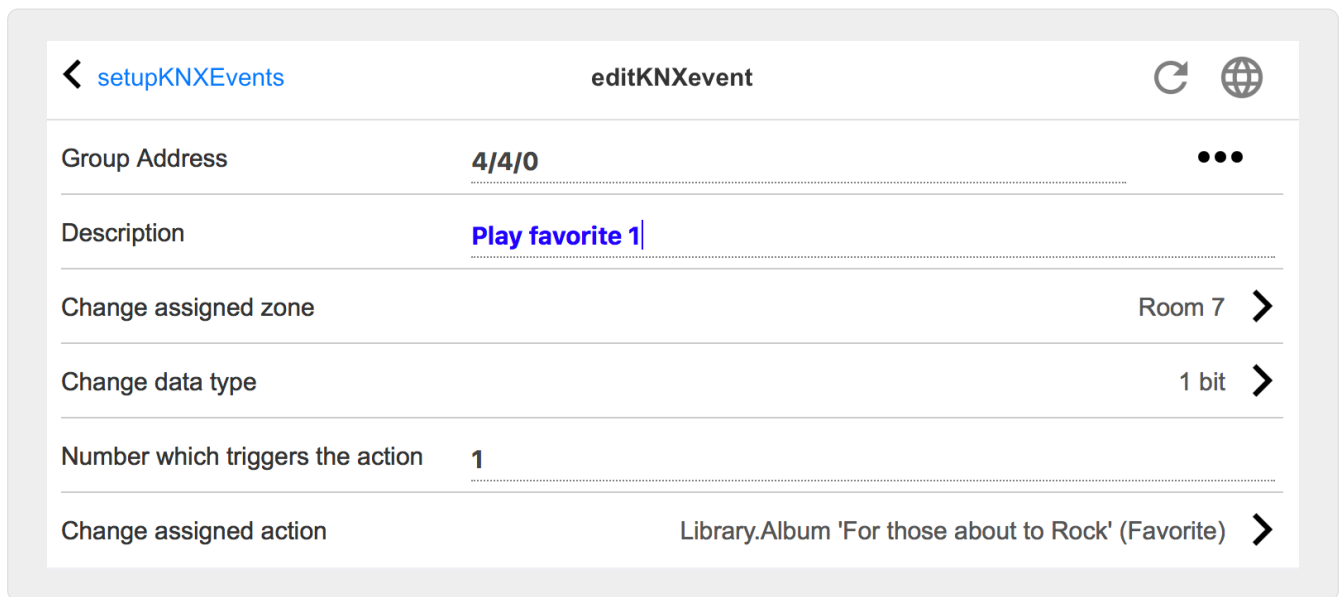 setupKNXEvents editKNXevent
Group Address 4/4/0
Description Play favorite 1
Change assigned zone Room 7
Change data type 1 bit
Number which triggers the action 1
Change assigned action Library.Album 'For those about to Rock' (Favorite)